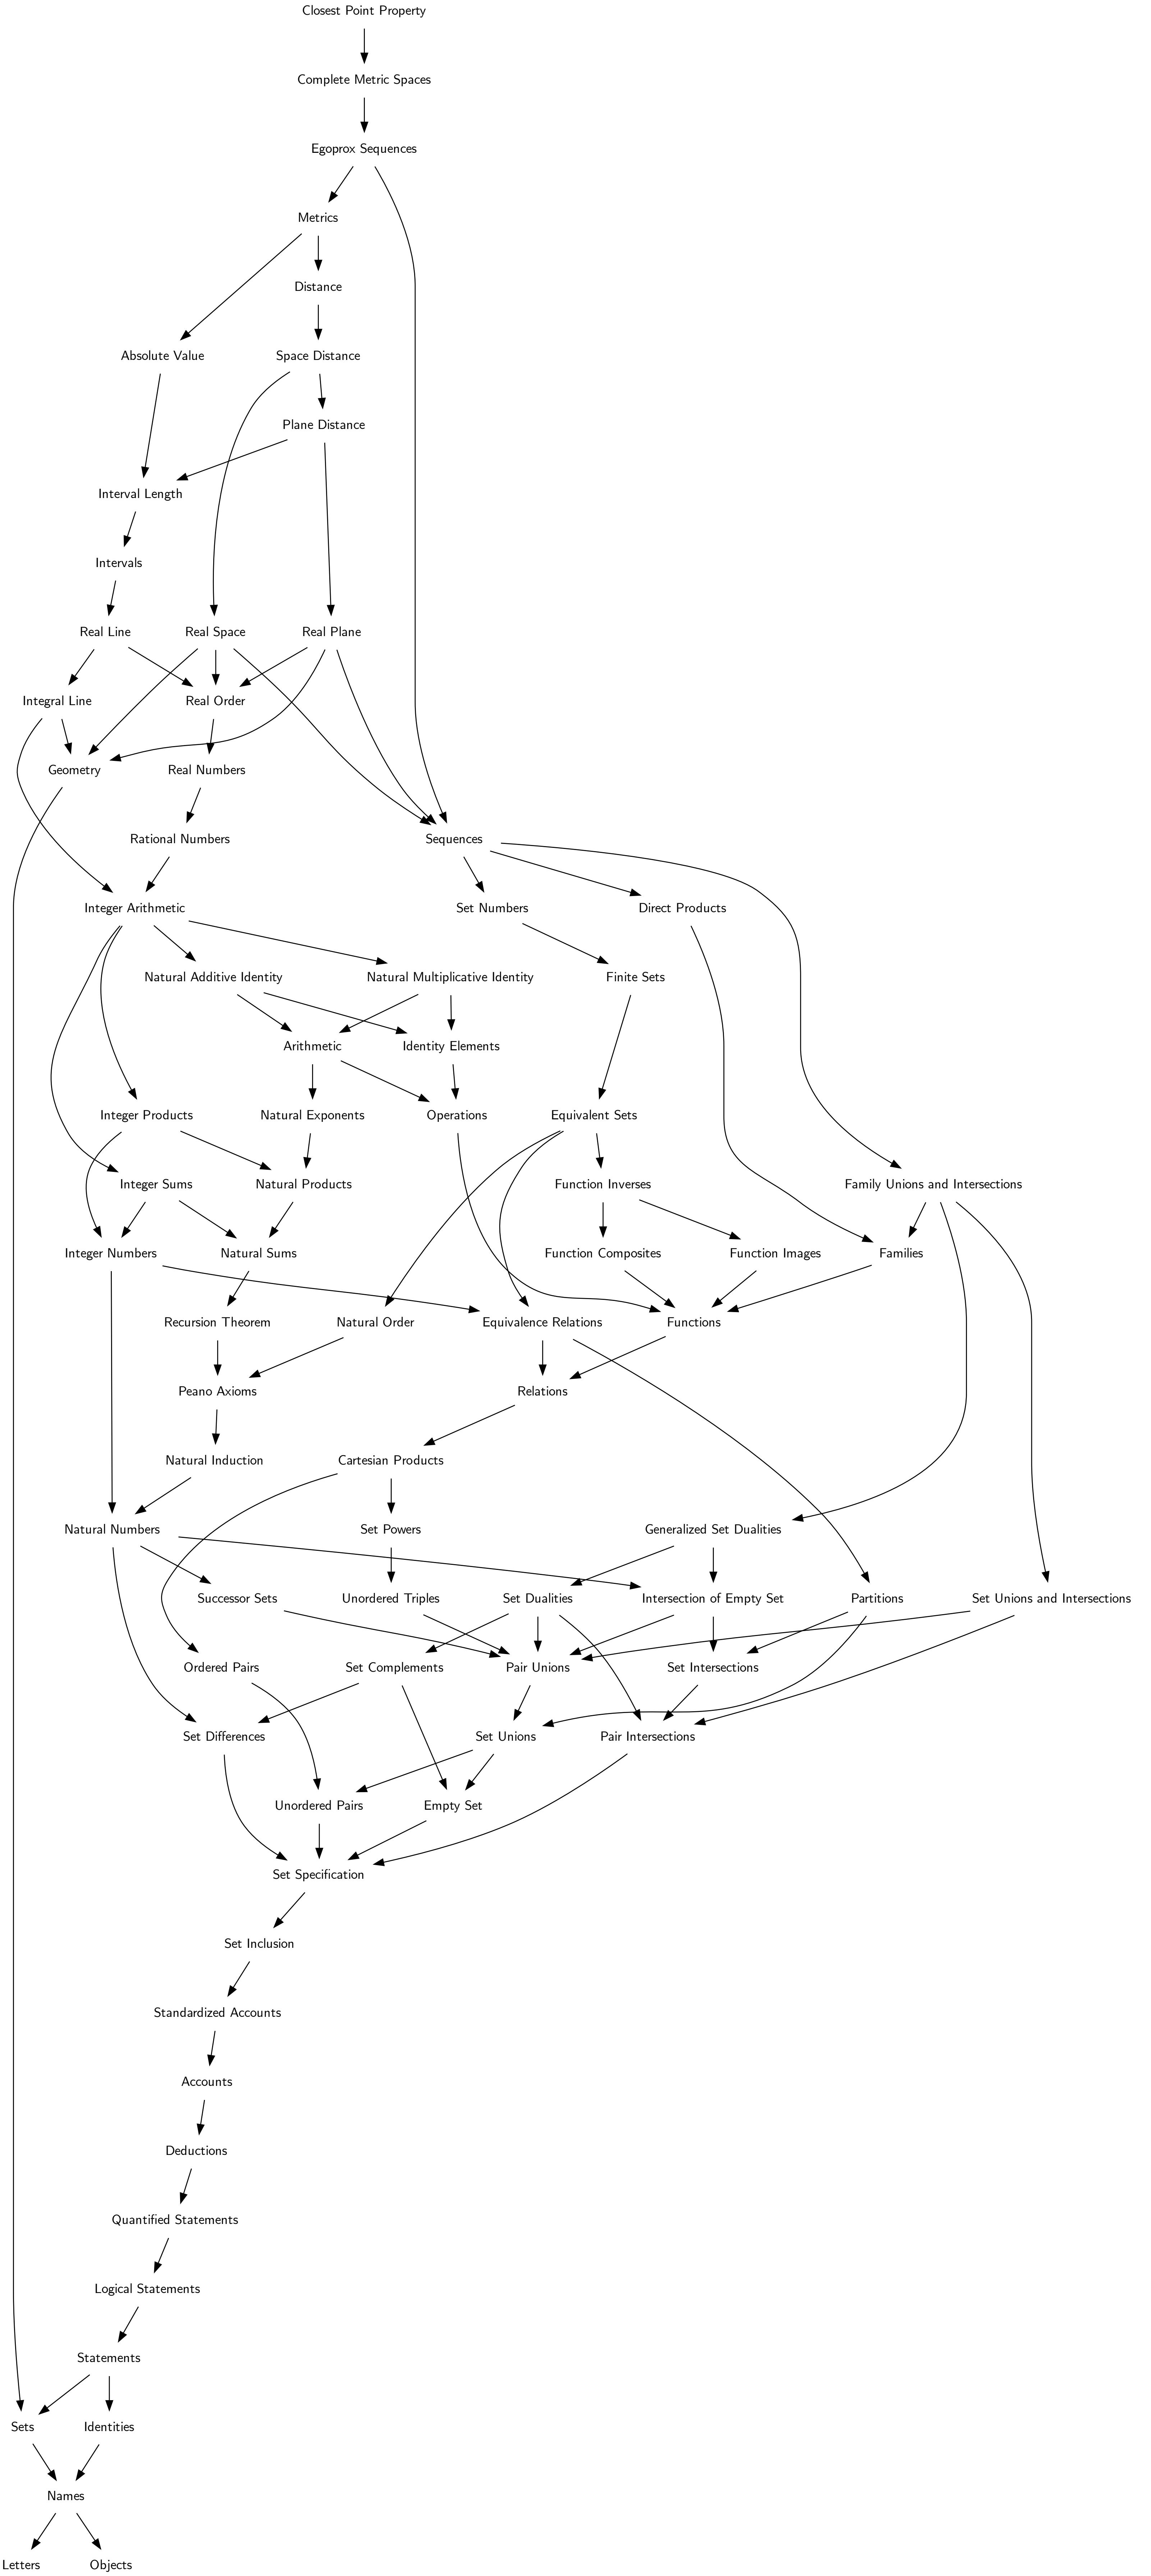 Closest Point Property
Complete Metric Spaces
Egoprox Sequences
Metrics
Distance
Absolute Value
Space Distance
Plane Distance
Interval Length
Intervals
Real Line
Real Space
Real Plane
Integral Line
Real Order
Geometry
Real Numbers
Rational Numbers
Sequences
Integer Arithmetic
Set Numbers
Direct Products
Natural Additive Identity
Natural Multiplicative Identity
Finite Sets
Arithmetic
Identity Elements
Integer Products
Natural Exponents
Operations
Equivalent Sets
Integer Sums
Natural Products
Function Inverses
Family Unions and Intersections
Integer Numbers
Natural Sums
Function Composites
Function Images
Families
Recursion Theorem
Natural Order
Equivalence Relations
Functions
Peano Axioms
Relations
Natural Induction
Cartesian Products
Natural Numbers
Set Powers
Generalized Set Dualities
Successor Sets
Unordered Triples
Set Dualities
Intersection of Empty Set
Partitions
Set Unions and Intersections
Ordered Pairs
Set Complements
Pair Unions
Set Intersections
Set Differences
Set Unions
Pair Intersections
Unordered Pairs
Empty Set
Set Specification
Set Inclusion
Standardized Accounts
Accounts
Deductions
Quantified Statements
Logical Statements
Statements
Sets
Identities
Names
Letters
Objects